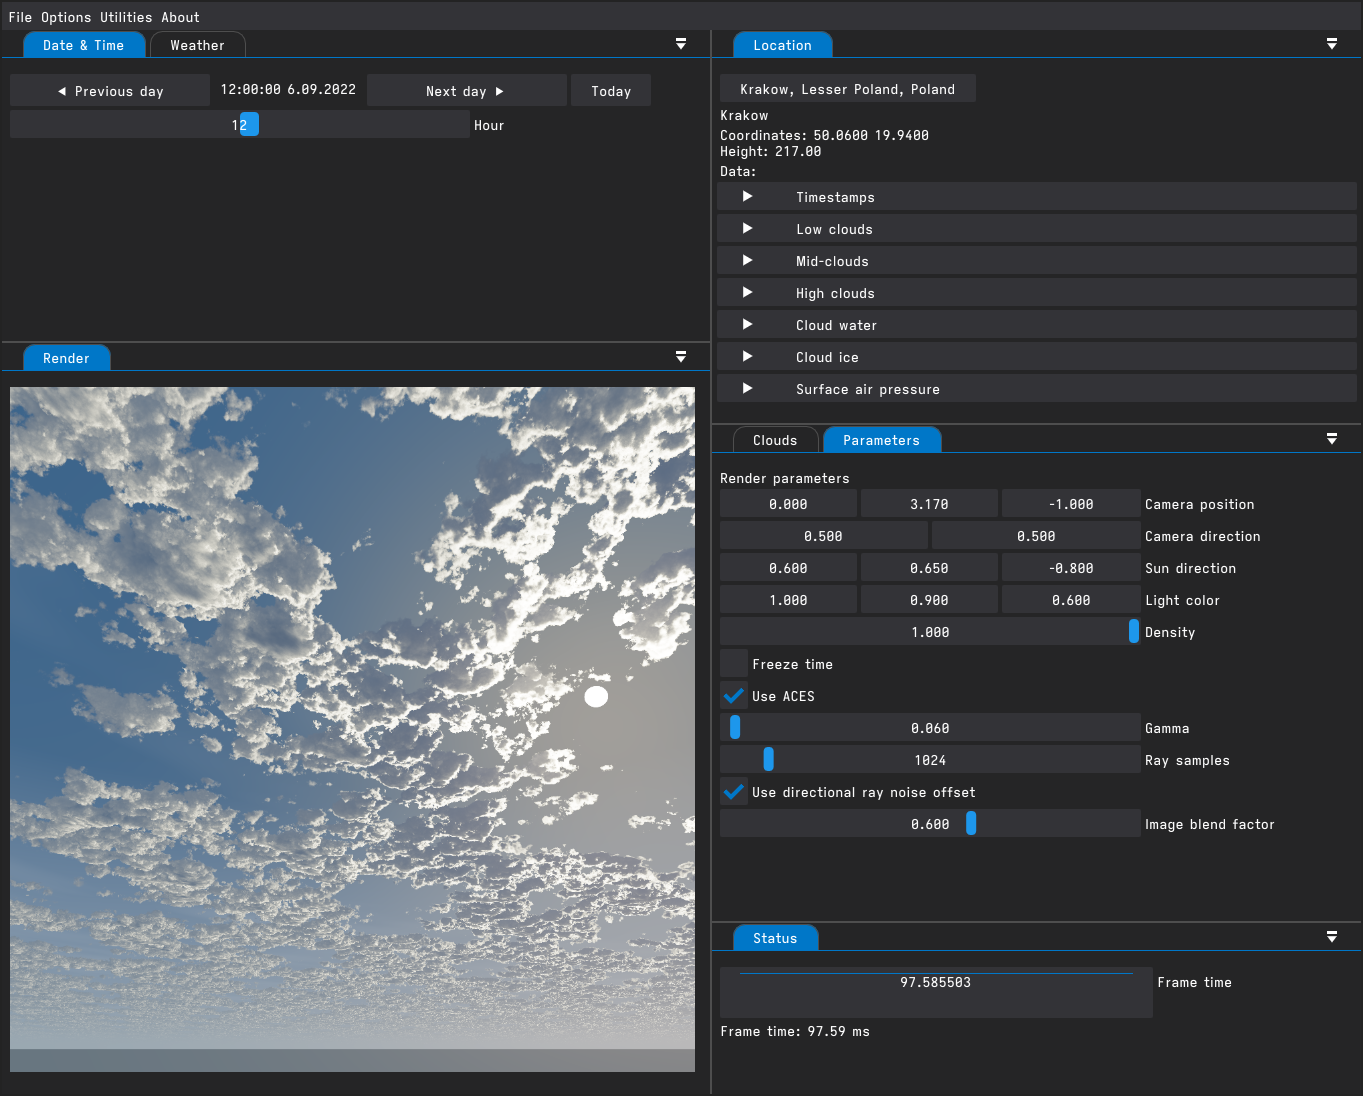 File Options Utilities About
Date & Time Weather
Previous day 12:00:00 6.09.2022 Next day Today
12 Hour
Render
Location
Krakow, Lesser Poland, Poland
Krakow
Coordinates: 50.0600 19.9400
Height: 217.00
Data:
Timestamps
Low clouds
Mid-clouds
High clouds
Cloud water
Cloud ice
Surface air pressure
Clouds Parameters
Render parameters
0.000 3.170 -1.000 Camera position
0.500 0.500 Camera direction
0.600 0.650 -0.800 Sun direction
1.000 0.900 0.600 Light color
1.000 Density
Freeze time
Use ACES
0.060 Gamma
1024 Ray samples
Use directional ray noise offset
0.600 Image blend factor
Status
97.585503 Frame time
Frame time: 97.59 ms